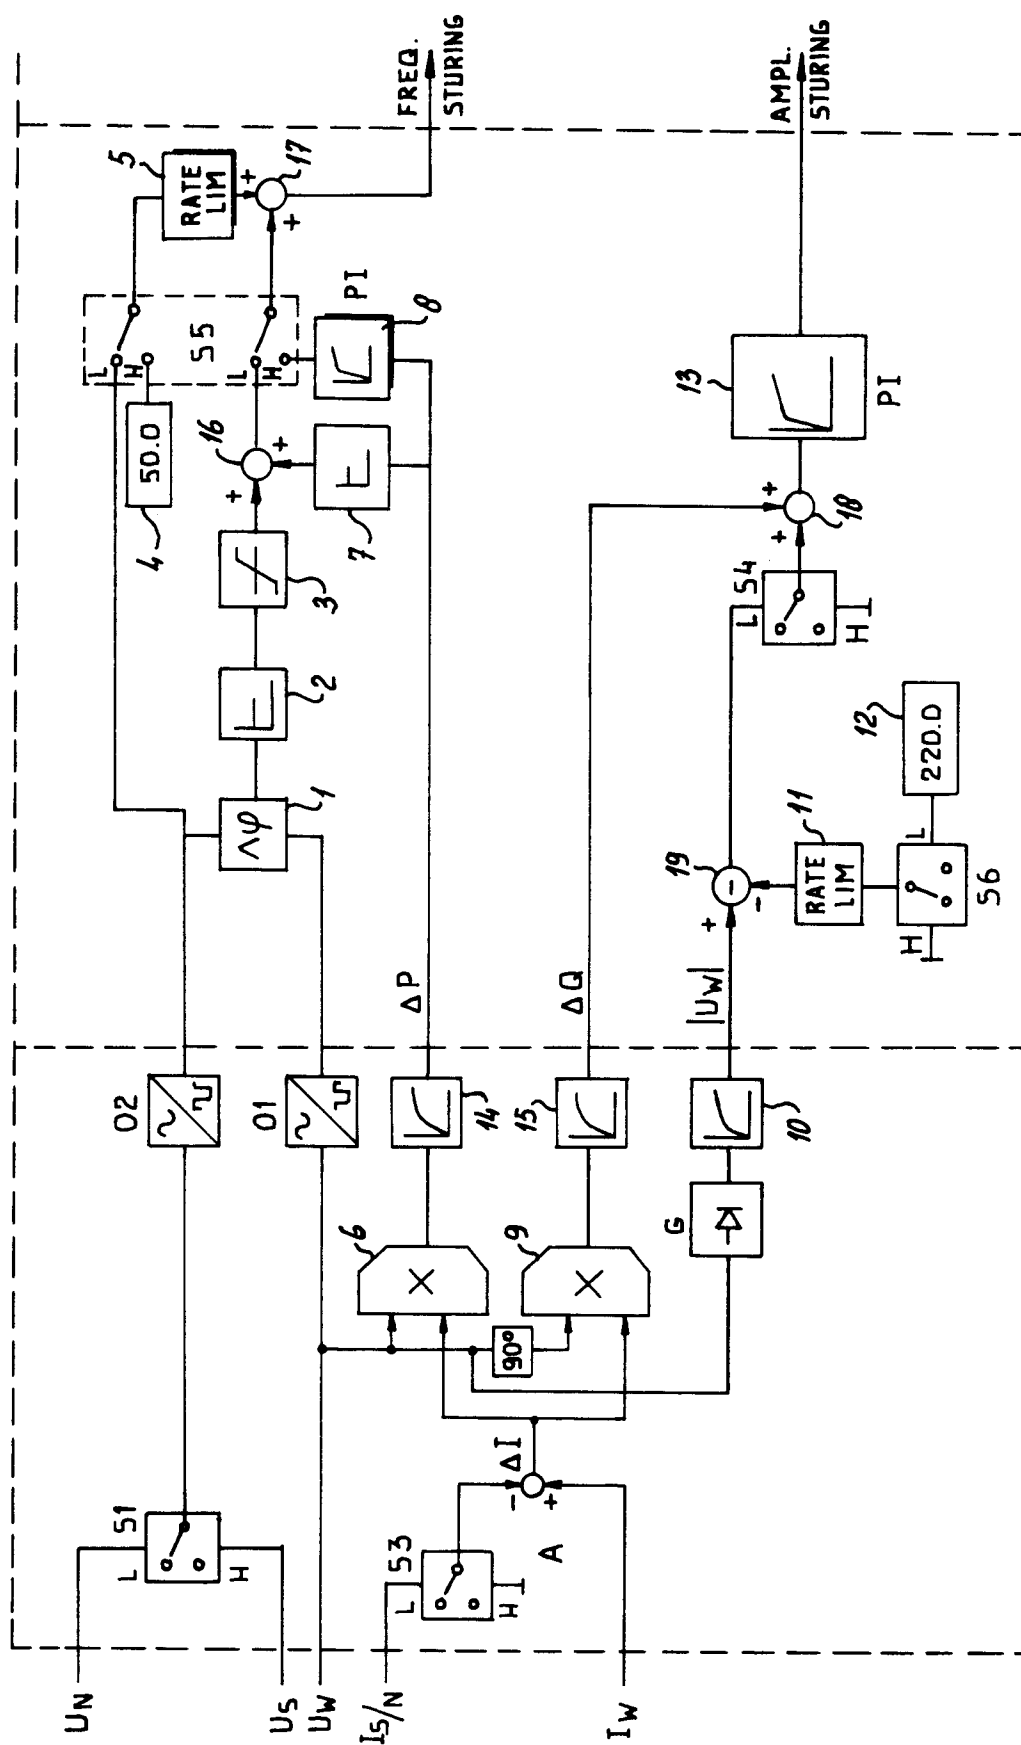 UN
US
UW
IS/N
IW
L
S1
H
L
S3
H
A
-
+
ΔI
90°
6
×
9
×
G
02
01
14
15
10
ΔP
ΔQ
|UW|
Δφ
1
2
3
+
16
+
7
4
50.0
L
H
S5
L
H
PI
8
5
RATE
LIM
+
17
+
FREQ.
STURING
+
19
-
-
RATE
LIM
11
H
L
S6
12
220.0
L
S4
H
+
+
18
13
PI
AMPL.
STURING